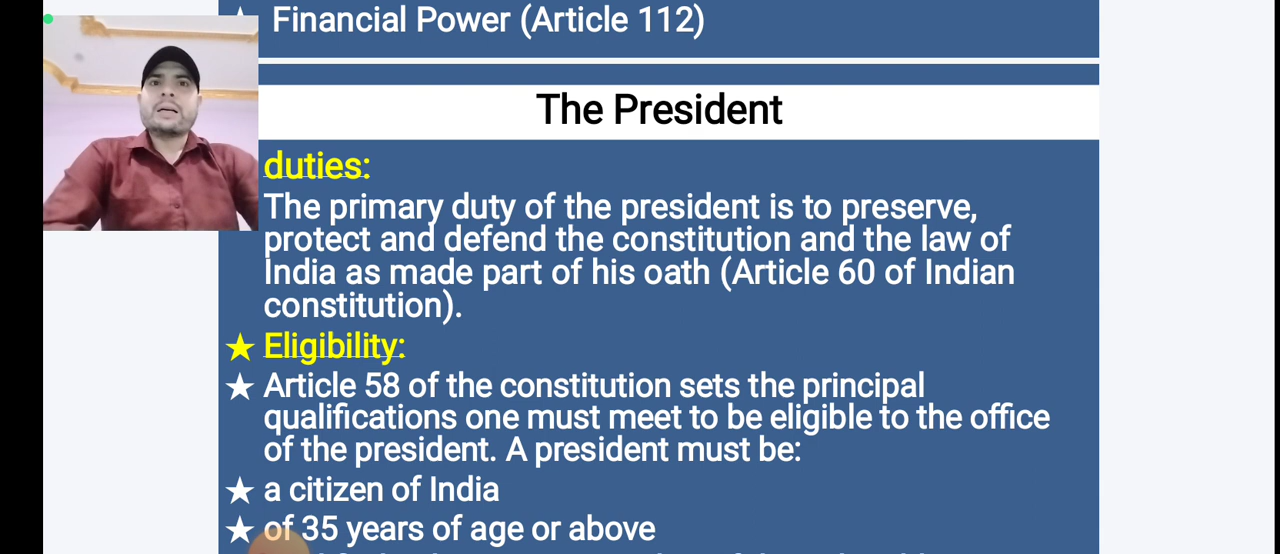 Financial Power (Article 112)
The President
duties:
The primary duty of the president is to preserve,
protect and defend the constitution and the law of
India as made part of his oath (Article 60 of Indian
constitution).
★ Eligibility:
★ Article 58 of the constitution sets the principal
qualifications one must meet to be eligible to the office
of the president. A president must be:
★ a citizen of India
★ of 35 years of age or above